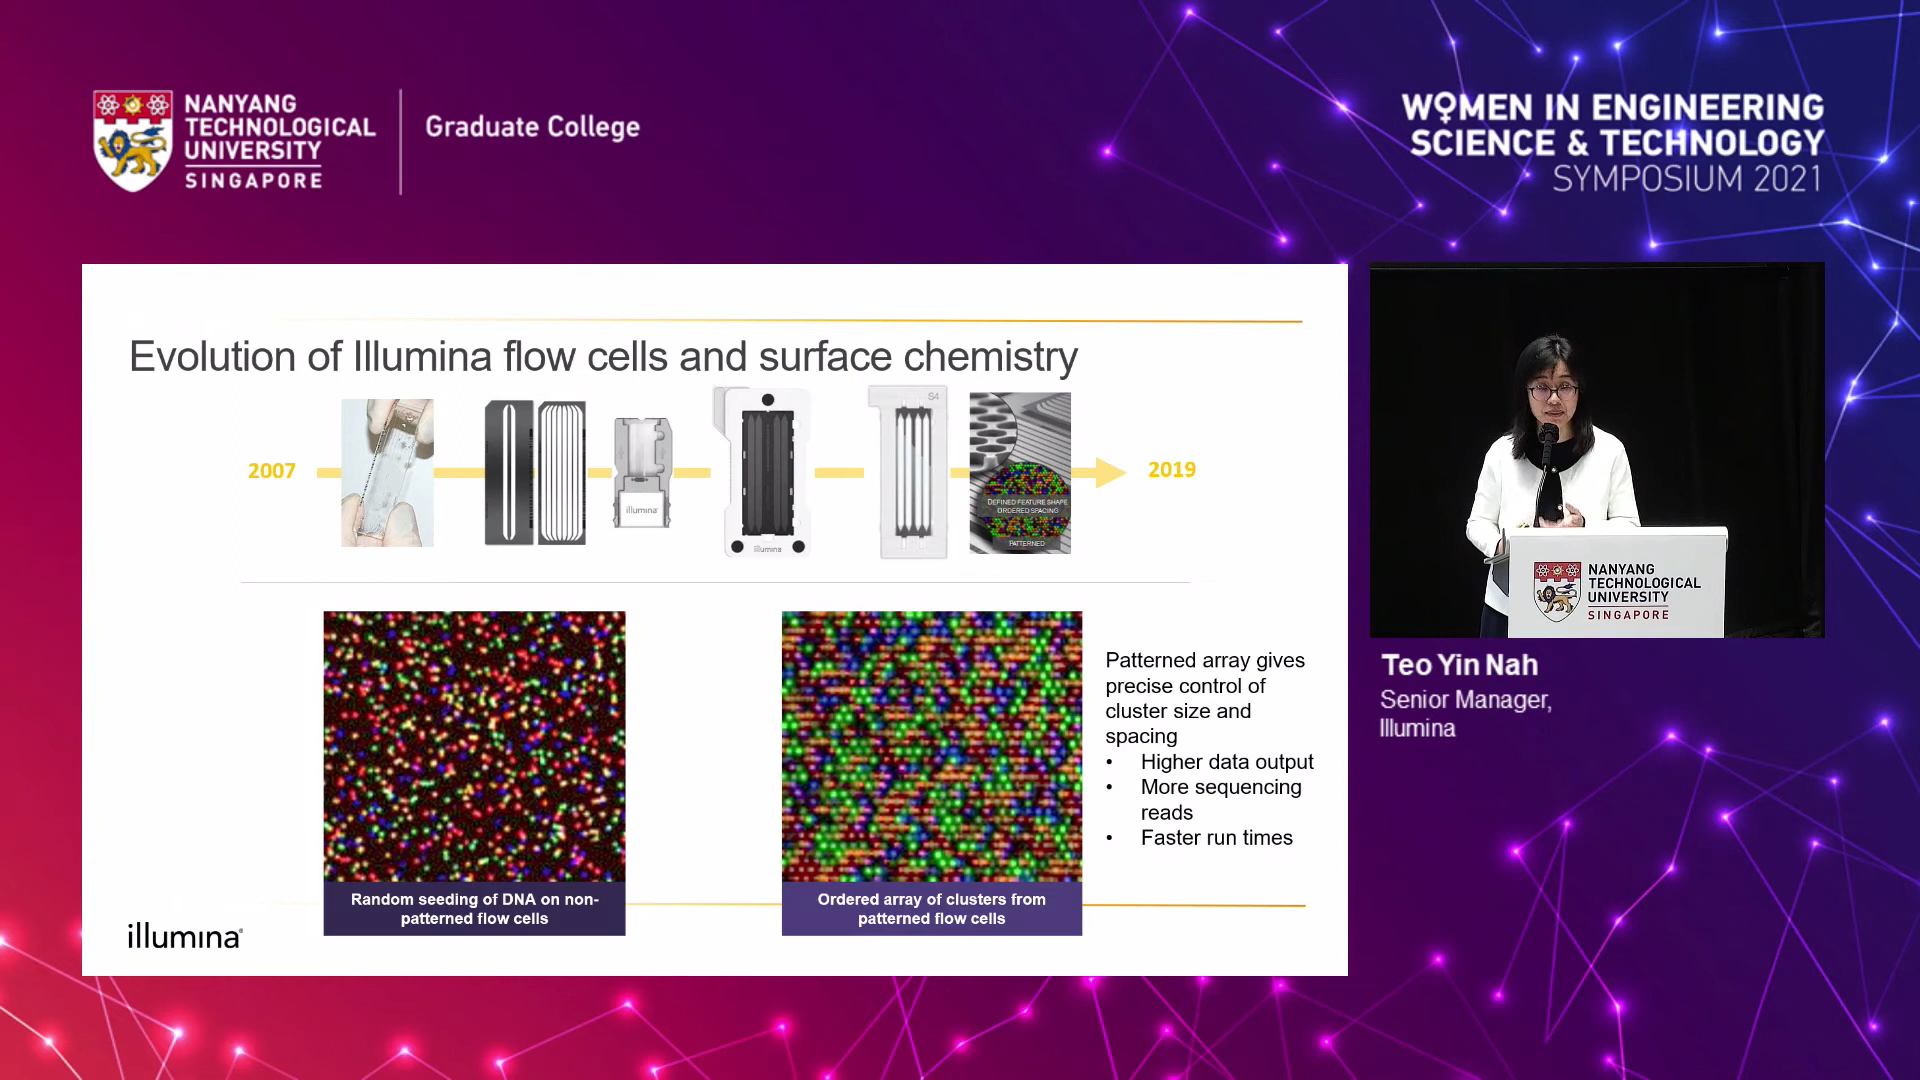 NANYANG
TECHNOLOGICAL
UNIVERSITY
SINGAPORE
Graduate College
WOMEN IN ENGINEERING
SCIENCE & TECHNOLOGY
SYMPOSIUM 2021
Evolution of Illumina flow cells and surface chemistry
2007
illumina
illumina
S4
DEFINED FEATURE SHAPE
ORDERED SPACING
PATTERNED
2019
Random seeding of DNA on non-
patterned flow cells
Ordered array of clusters from
patterned flow cells
Patterned array gives
precise control of
cluster size and
spacing
• Higher data output
• More sequencing
reads
• Faster run times
illumina
NANYANG
TECHNOLOGICAL
UNIVERSITY
SINGAPORE
Teo Yin Nah
Senior Manager,
Illumina